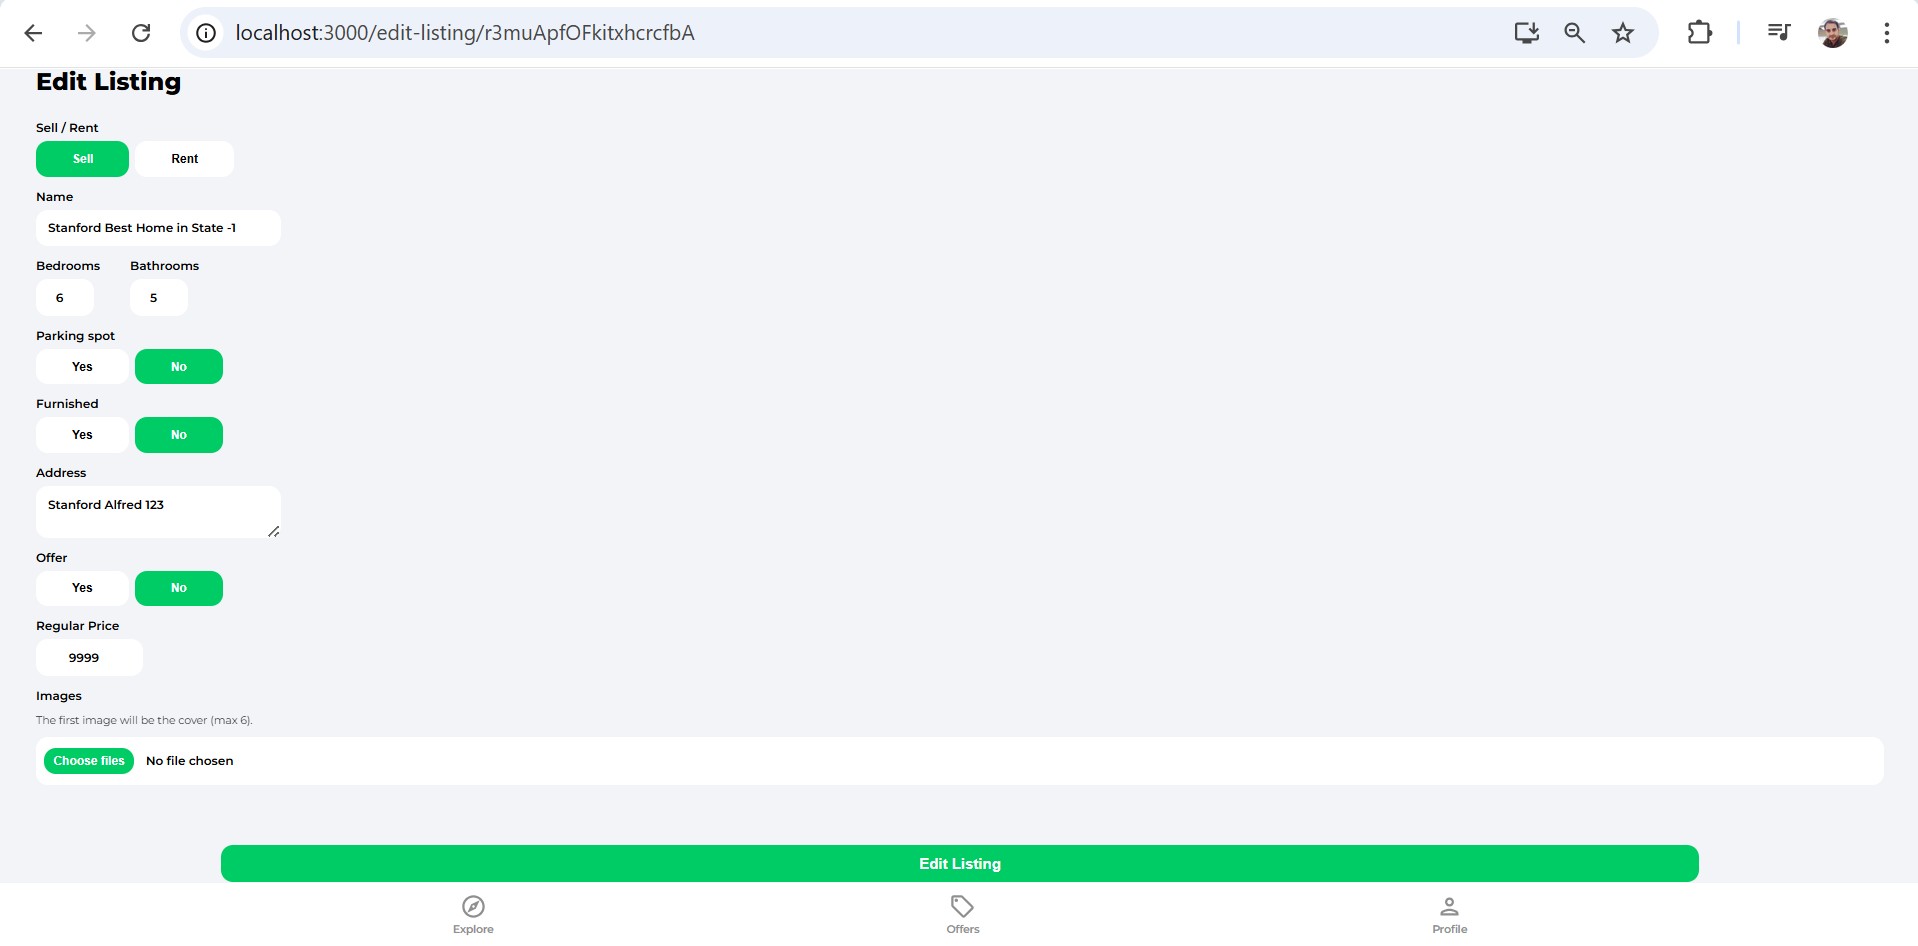 localhost:3000/edit-listing/r3muApfOFkitxhcrcfbA
Edit Listing
Sell / Rent
Sell Rent
Name
Stanford Best Home in State -1
Bedrooms Bathrooms
6 5
Parking spot
Yes No
Furnished
Yes No
Address
Stanford Alfred 123
Offer
Yes No
Regular Price
9999
Images
The first image will be the cover (max 6).
Choose files No file chosen
Edit Listing
Explore Offers Profile